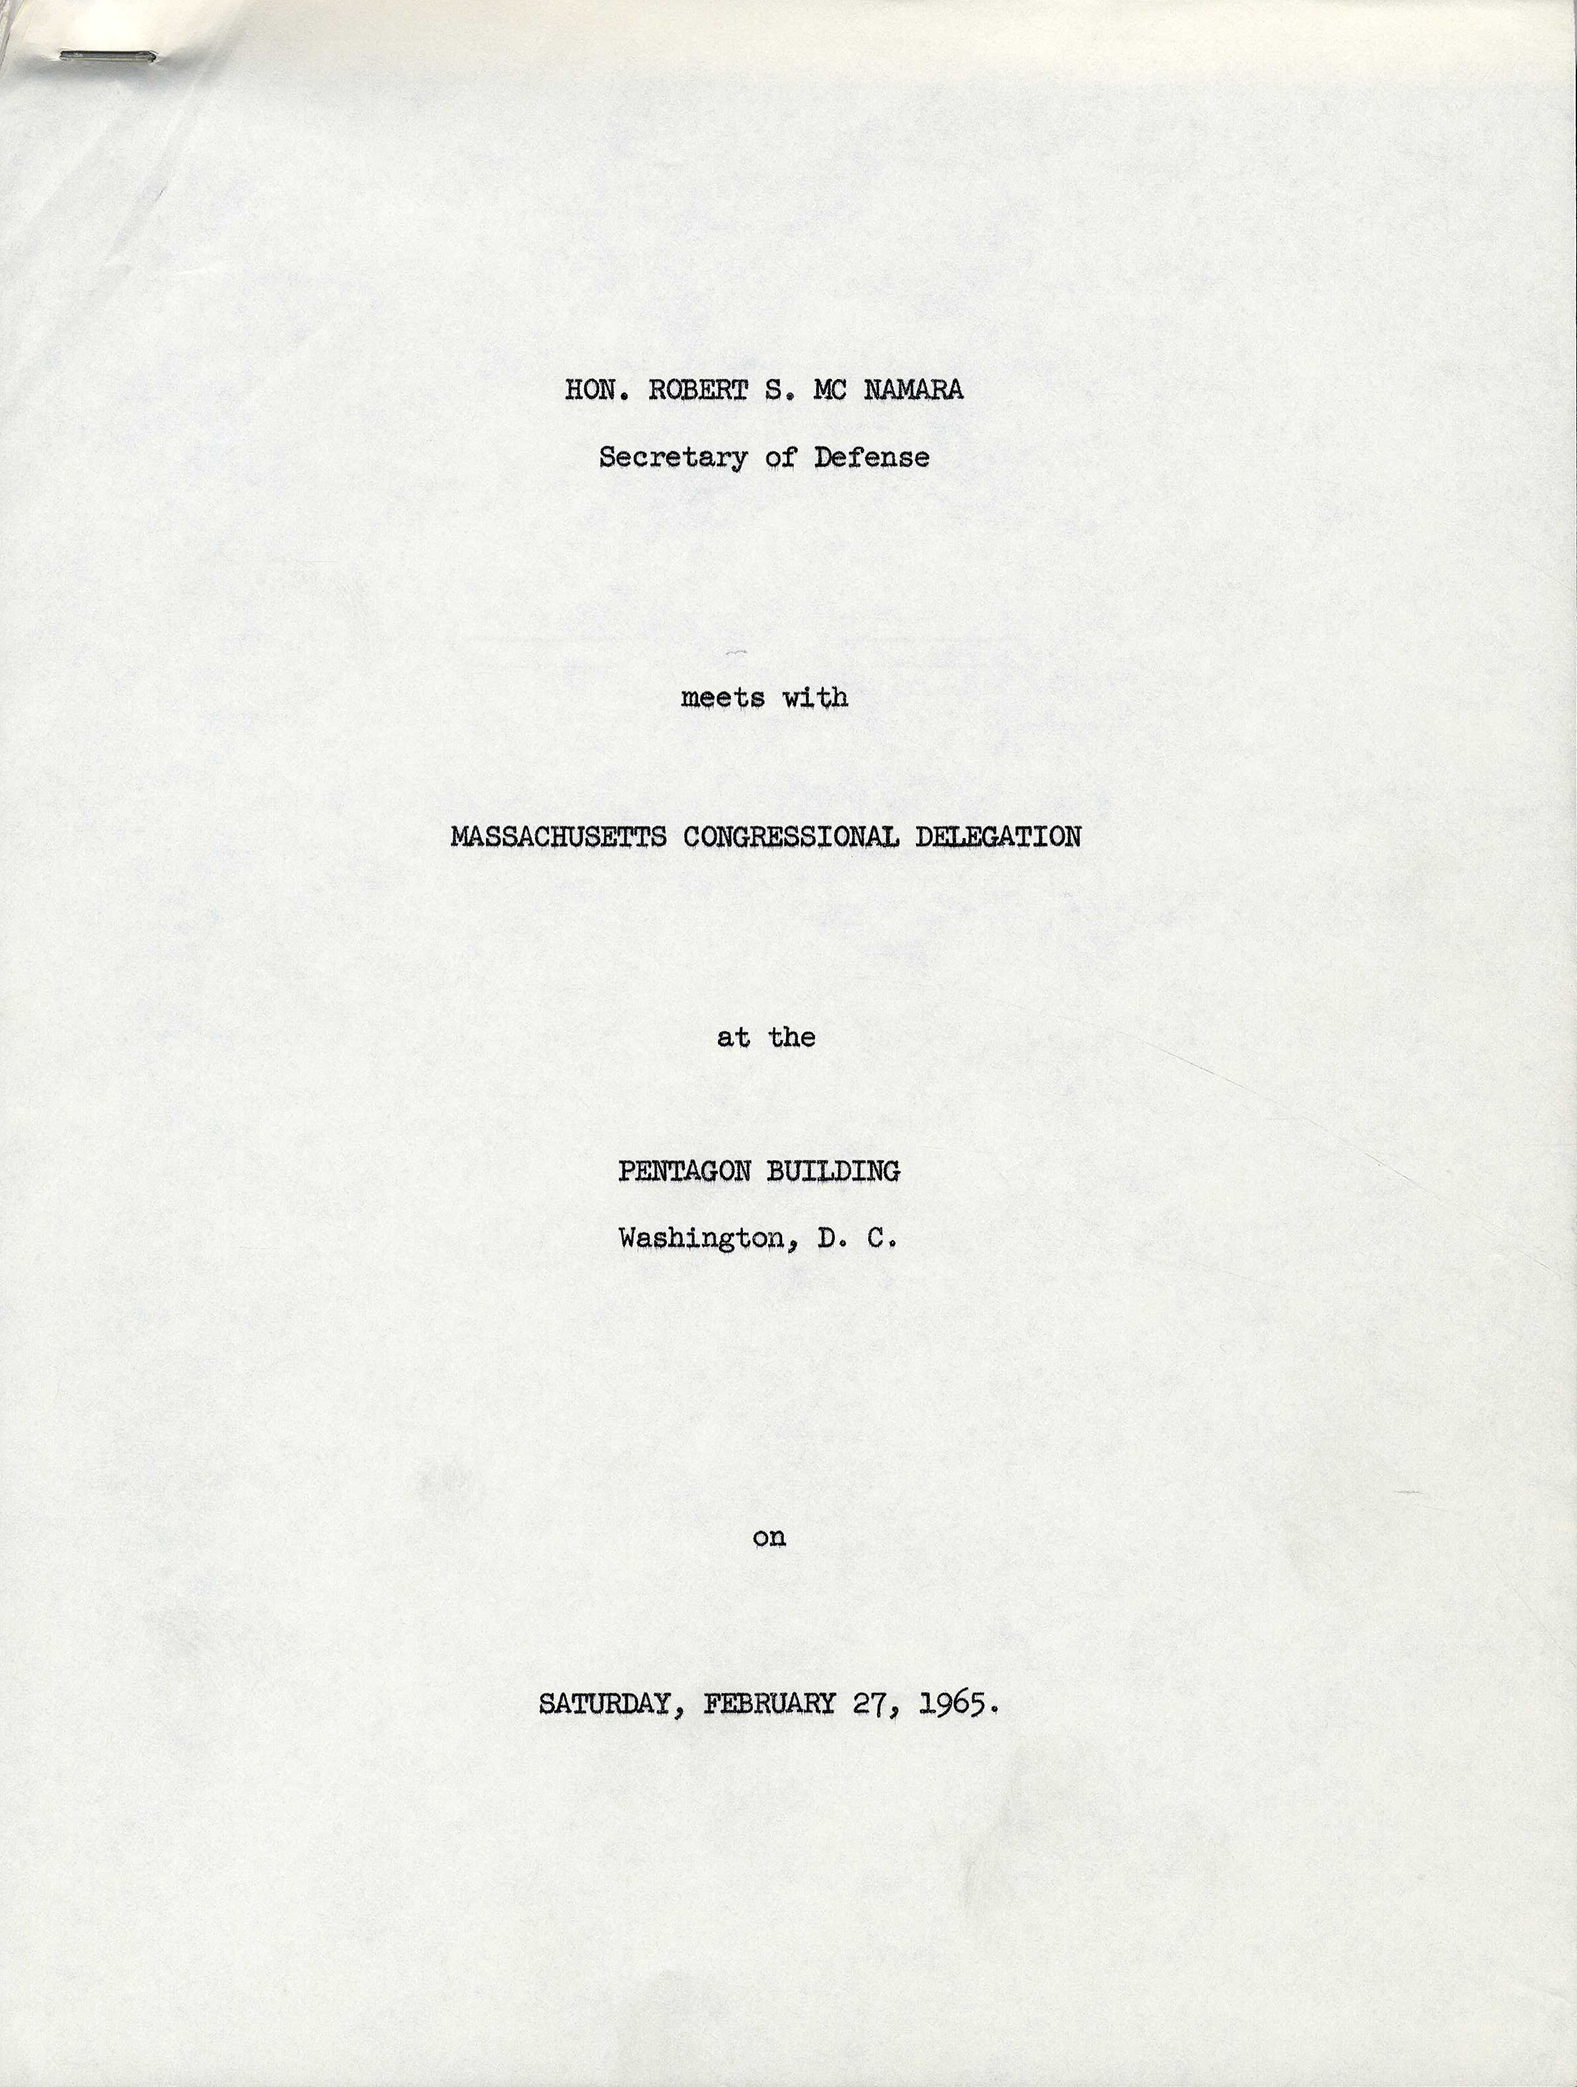 HON. ROBERT S. MC NAMARA
Secretary of Defense
meets with
MASSACHUSETTS CONGRESSIONAL DELEGATION
at the
PENTAGON BUILDING
Washington, D. C.
on
SATURDAY, FEBRUARY 27, 1965.